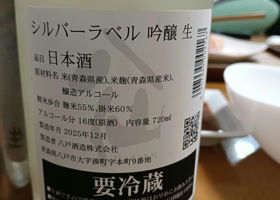 シルバーラベル 吟醸 生
品目 日本酒
原材料名 米(青森県産)、米麹(青森県産米)、
醸造アルコール
精米歩合 麹米55%、掛米60%
アルコール分 16度(原酒) 内容量 720ml
製造年月 2025年12月
製造者 八戸酒造株式会社
青森県八戸市大字湊町字本町9番地
要冷蔵